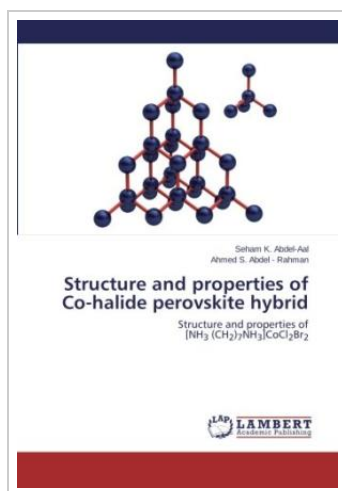 Seham K. Abdel-Aal
Ahmed S. Abdel - Rahman
Structure and properties of
Co-halide perovskite hybrid
Structure and properties of
[NH3 (CH2)7NH3]CoCl2Br2
LAP LAMBERT
Academic Publishing